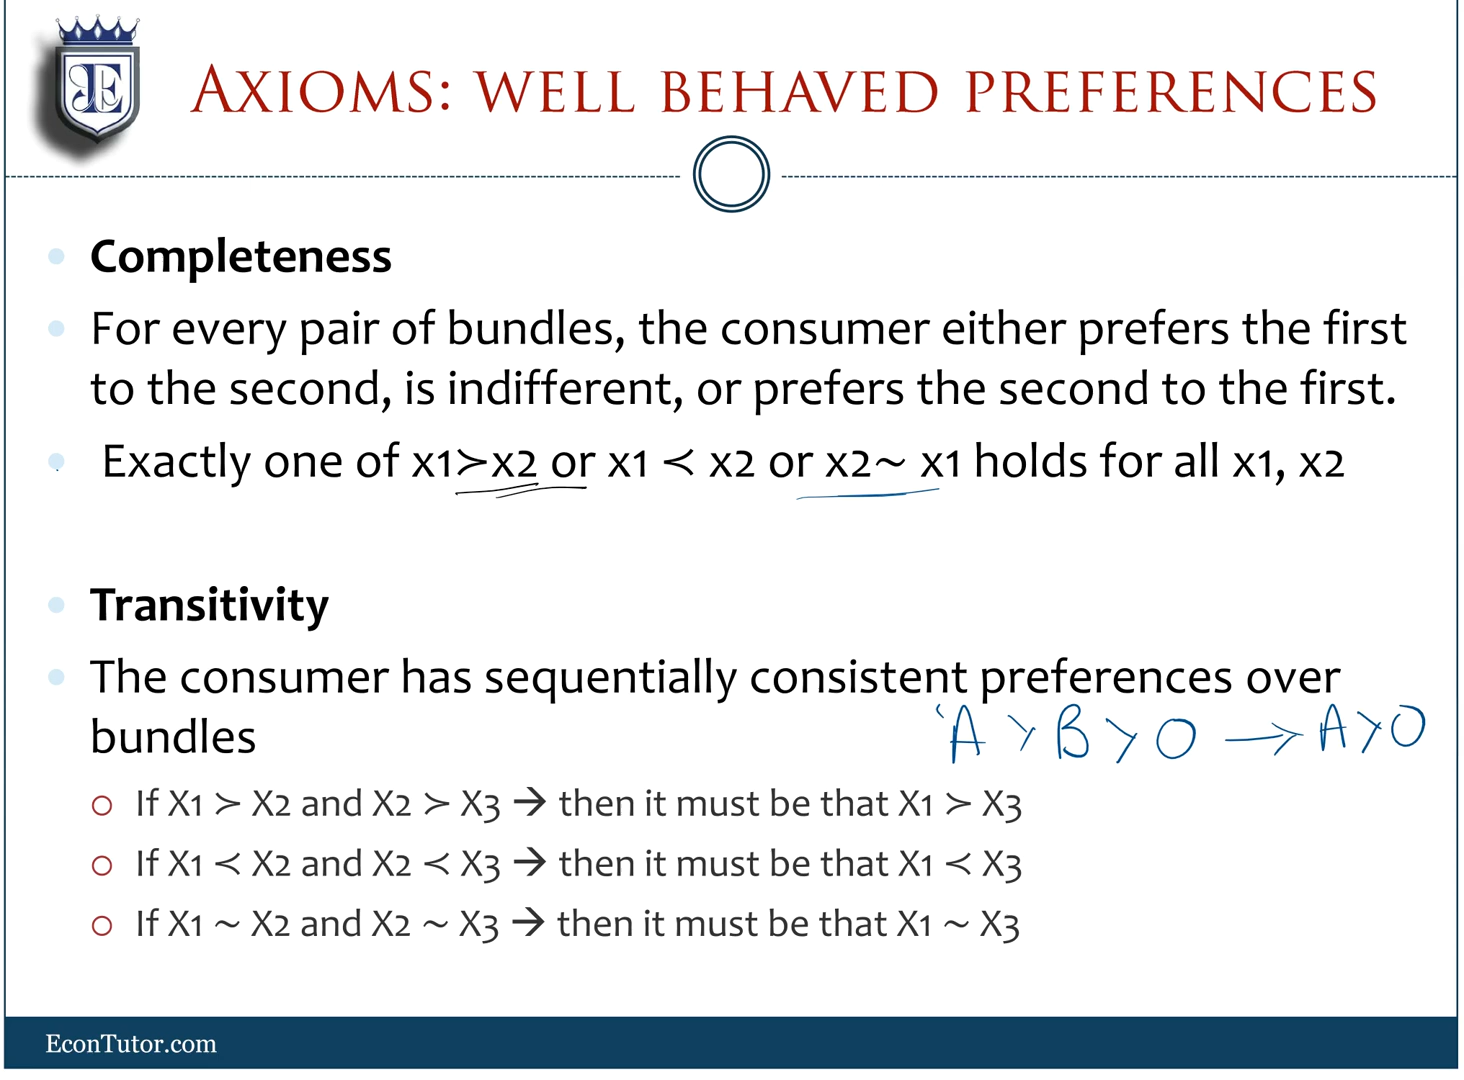 AXIOMS: WELL BEHAVED PREFERENCES
Completeness
For every pair of bundles, the consumer either prefers the first
to the second, is indifferent, or prefers the second to the first.
Exactly one of x1≻x2 or x1 ≺ x2 or x2~ x1 holds for all x1, x2
Transitivity
The consumer has sequentially consistent preferences over
bundles
A > B > O → A > O
If X1 ≻ X2 and X2 ≻ X3 → then it must be that X1 ≻ X3
If X1 ≺ X2 and X2 ≺ X3 → then it must be that X1 ≺ X3
If X1 ~ X2 and X2 ~ X3 → then it must be that X1 ~ X3
EconTutor.com